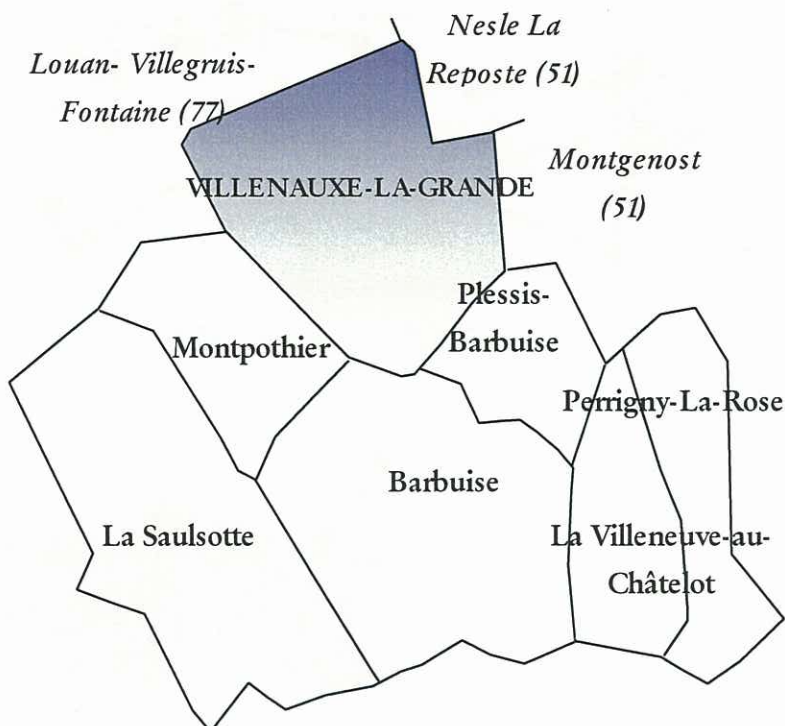 Nesle La
Reposte (51)
Louan- Villegruis-
Fontaine (77)
Montgenost
(51)
VILLENAUXE-LA-GRANDE
Plessis-
Barbuise
Montpothier
Perrigny-La-Rose
Barbuise
La Saulsotte
La Villeneuve-au-
Châtelot